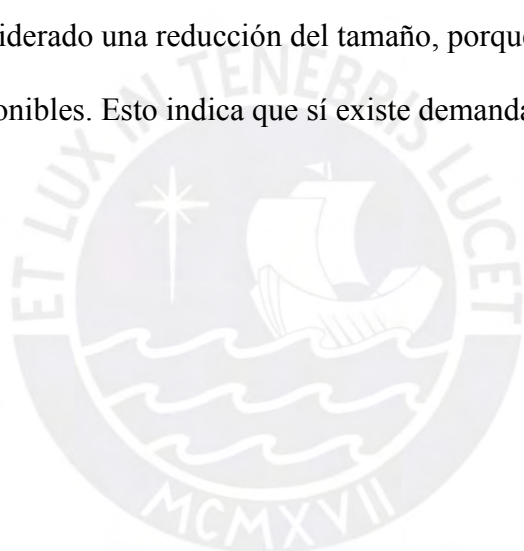 iderado una reducción del tamaño, porque
onibles. Esto indica que sí existe demanda
ET LUX IN TENEBRIS LUCET
MCMXVII